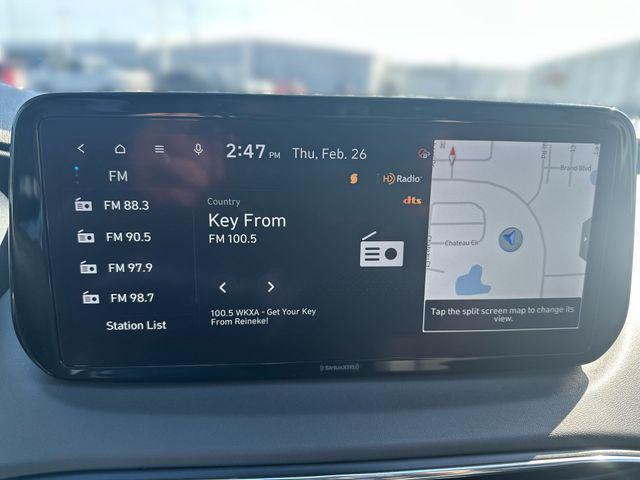 2:47 PM Thu, Feb. 26
FM
HD Radio
Country
dts
FM 88.3
Key From
FM 90.5
FM 100.5
FM 97.9
FM 98.7
100.5 WKXA - Get Your Key
From Reineke!
Station List
Brand Blvd
Chateau Cir
Tap the split screen map to change its
view.
SiriusXM